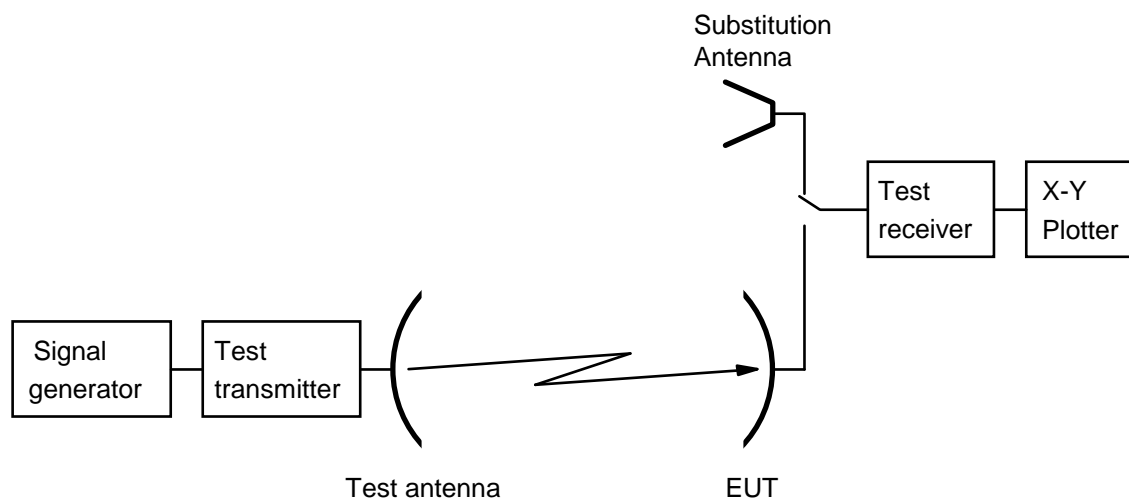 Substitution
Antenna
Test
receiver
X-Y
Plotter
Signal
generator
Test
transmitter
Test antenna
EUT